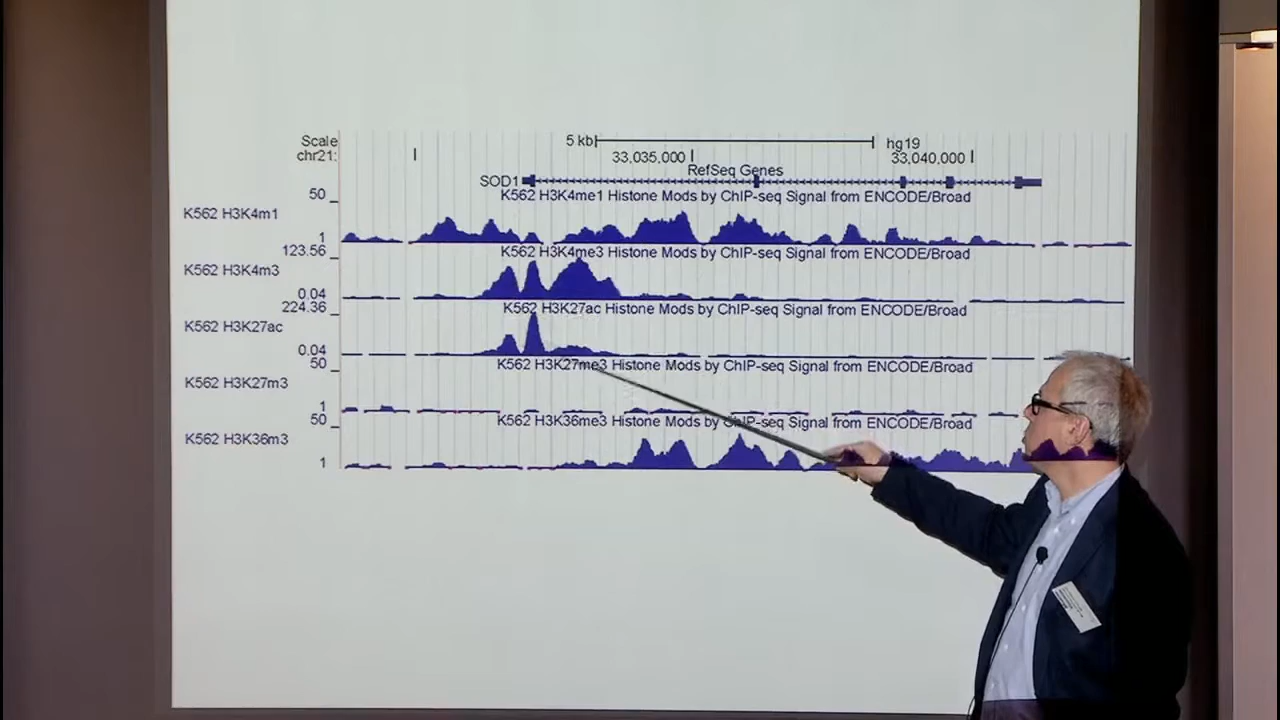 Scale 5 kb hg19
chr21: 33,035,000 33,040,000
RefSeq Genes
SOD1
50 K562 H3K4me1 Histone Mods by ChIP-seq Signal from ENCODE/Broad
K562 H3K4m1
1
123.56 K562 H3K4me3 Histone Mods by ChIP-seq Signal from ENCODE/Broad
K562 H3K4m3
0.04
224.36 K562 H3K27ac Histone Mods by ChIP-seq Signal from ENCODE/Broad
K562 H3K27ac
0.04
50 K562 H3K27me3 Histone Mods by ChIP-seq Signal from ENCODE/Broad
K562 H3K27m3
1
50 K562 H3K36me3 Histone Mods by ChIP-seq Signal from ENCODE/Broad
K562 H3K36m3
1